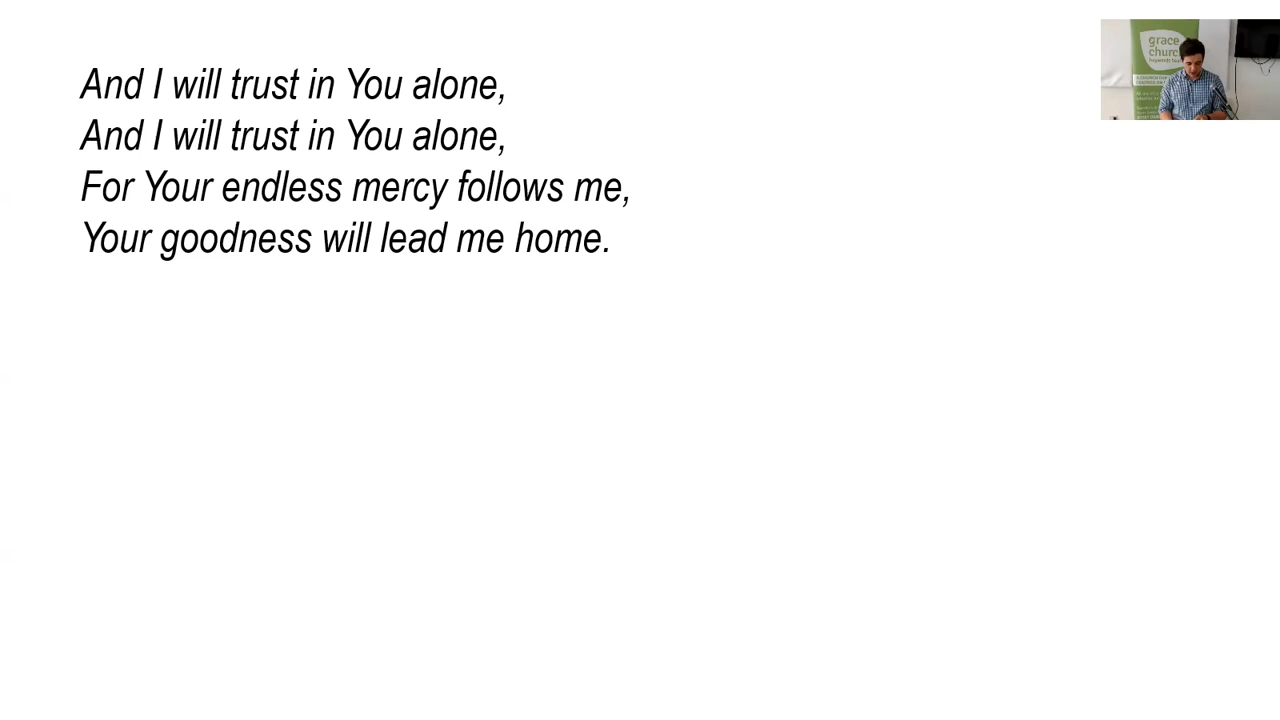 And I will trust in You alone,
And I will trust in You alone,
For Your endless mercy follows me,
Your goodness will lead me home.
grace
church